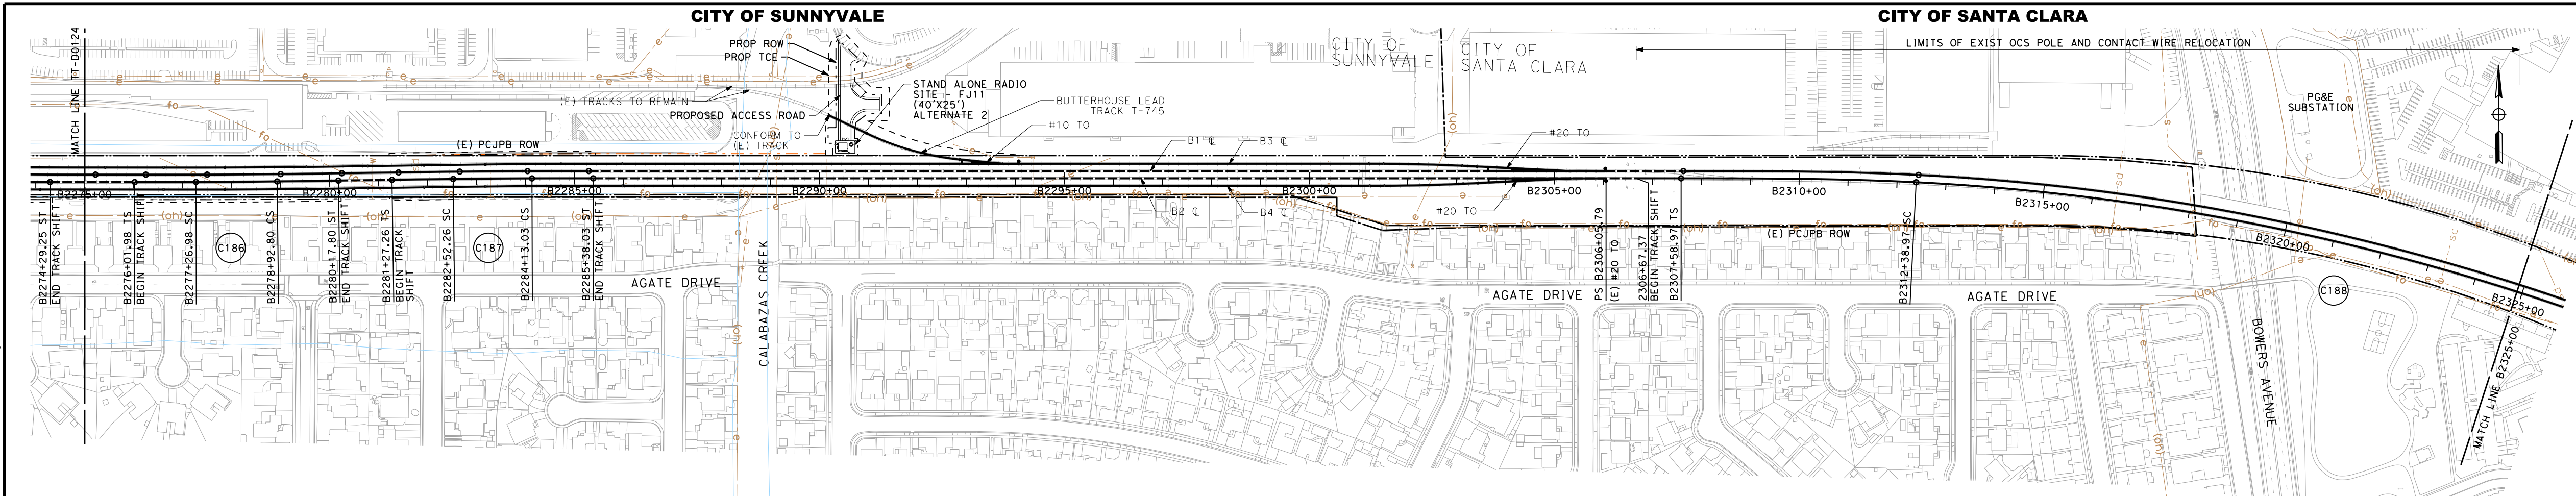 CITY OF SUNNYVALE
CITY OF SANTA CLARA
MATCH LINE TT-D0124
PROP ROW
PROP TCE
(E) TRACKS TO REMAIN
PROPOSED ACCESS ROAD
CONFORM TO
(E) TRACK
STAND ALONE RADIO
SITE - FJ11
(40'X25')
ALTERNATE 2
BUTTERHOUSE LEAD
TRACK T-745
#10 TO
B1 ℄
B3 ℄
CITY OF
SUNNYVALE
CITY OF
SANTA CLARA
LIMITS OF EXIST OCS POLE AND CONTACT WIRE RELOCATION
#20 TO
PG&E
SUBSTATION
(E) PCJPB ROW
B2275+00
B2280+00
B2285+00
B2290+00
B2295+00
B2300+00
B2305+00
B2310+00
B2315+00
B2320+00
B2325+00
B2 ℄
B4 ℄
#20 TO
(E) PCJPB ROW
B2274+29.25 ST
END TRACK SHIFT
B2276+01.98 TS
BEGIN TRACK SHIFT
B2277+26.98 SC
C186
B2278+92.80 CS
B2280+17.80 ST
END TRACK SHIFT
B2281+27.26 TS
BEGIN TRACK
SHIFT
B2282+52.26 SC
C187
B2284+13.03 CS
B2285+38.03 ST
END TRACK SHIFT
AGATE DRIVE
CALABAZAS CREEK
AGATE DRIVE
PS B2306+05.79
(E) #20 TO
2306+67.37
BEGIN TRACK SHIFT
B2307+58.97 TS
B2312+38.97 SC
AGATE DRIVE
BOWERS AVENUE
C188
MATCH LINE B2325+00